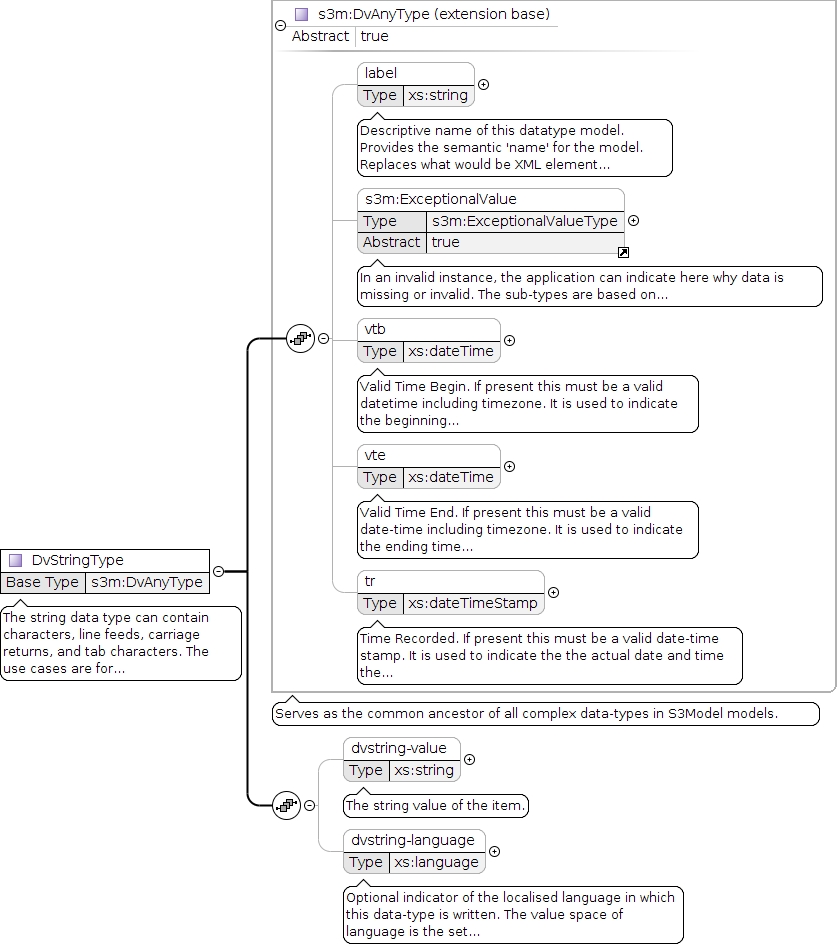 s3m:DvAnyType (extension base)
Abstract true
label
Type xs:string
Descriptive name of this datatype model.
Provides the semantic 'name' for the model.
Replaces what would be XML element...
s3m:ExceptionalValue
Type s3m:ExceptionalValueType
Abstract true
In an invalid instance, the application can indicate here why data is
missing or invalid. The sub-types are based on...
vtb
Type xs:dateTime
Valid Time Begin. If present this must be a valid
datetime including timezone. It is used to indicate
the beginning...
vte
Type xs:dateTime
Valid Time End. If present this must be a valid
date-time including timezone. It is used to indicate
the ending time...
tr
Type xs:dateTimeStamp
Time Recorded. If present this must be a valid date-time
stamp. It is used to indicate the the actual date and time
the...
DvStringType
Base Type s3m:DvAnyType
The string data type can contain
characters, line feeds, carriage
returns, and tab characters. The
use cases are for...
Serves as the common ancestor of all complex data-types in S3Model models.
dvstring-value
Type xs:string
The string value of the item.
dvstring-language
Type xs:language
Optional indicator of the localised language in which
this data-type is written. The value space of
language is the set...